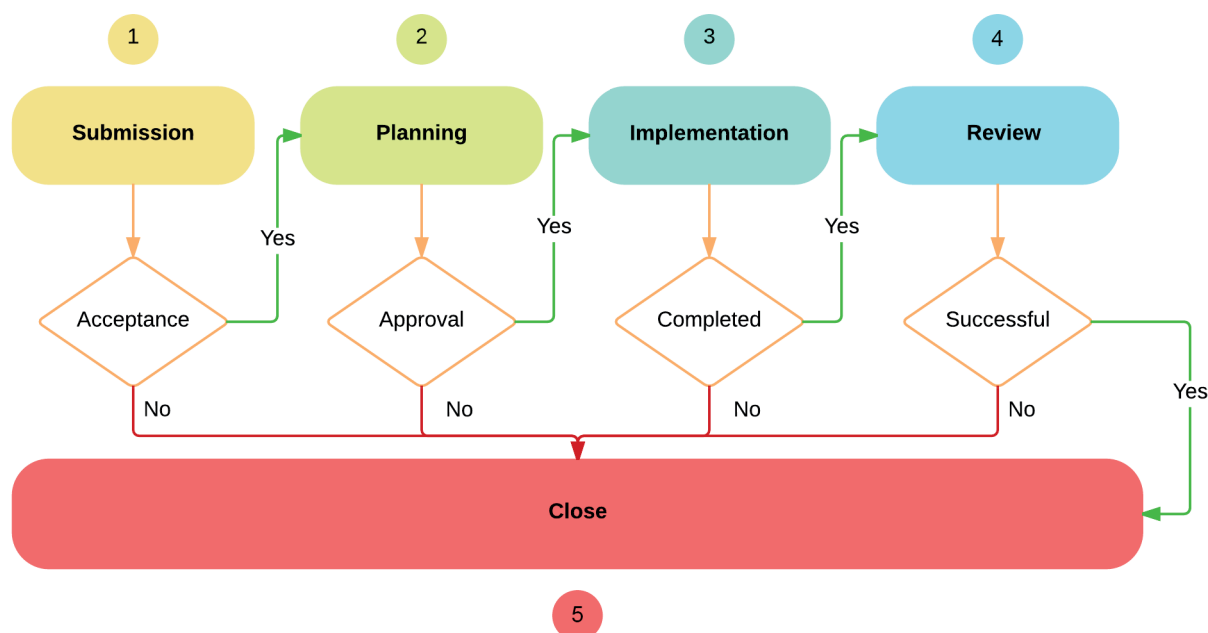 1
2
3
4
Submission
Planning
Implementation
Review
Yes
Yes
Yes
Acceptance
Approval
Completed
Successful
Yes
No
No
No
No
Close
5